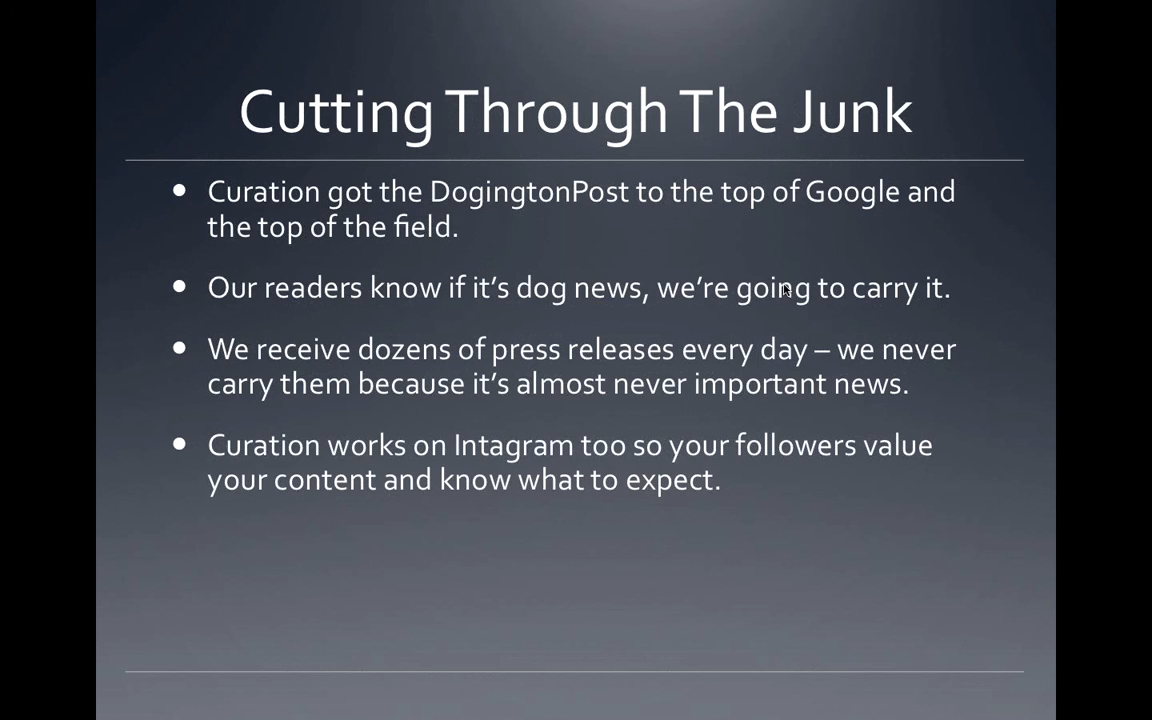 Cutting Through The Junk
• Curation got the DogingtonPost to the top of Google and
the top of the field.
• Our readers know if it’s dog news, we’re going to carry it.
• We receive dozens of press releases every day – we never
carry them because it’s almost never important news.
• Curation works on Intagram too so your followers value
your content and know what to expect.